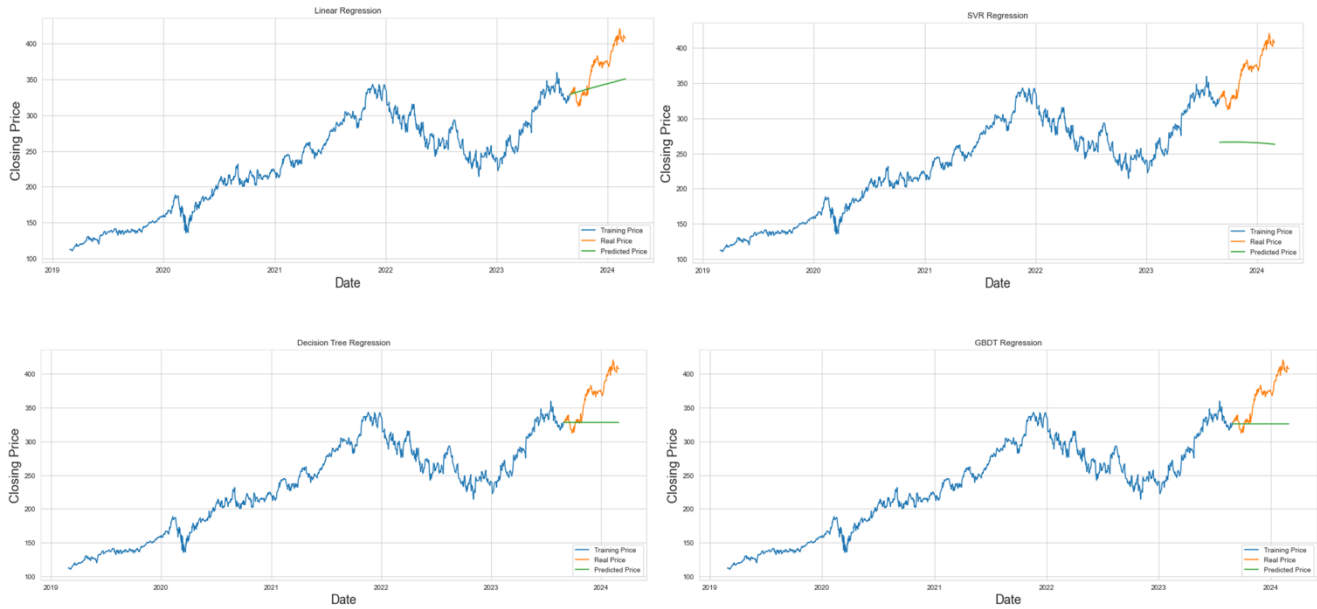 Linear Regression
400
350
300
250
200
150
100
Closing Price
2019 2020 2021 2022 2023 2024
Date
Training Price
Real Price
Predicted Price
SVR Regression
400
350
300
250
200
150
100
Closing Price
2019 2020 2021 2022 2023 2024
Date
Training Price
Real Price
Predicted Price
Decision Tree Regression
400
350
300
250
200
150
100
Closing Price
2019 2020 2021 2022 2023 2024
Date
Training Price
Real Price
Predicted Price
GBDT Regression
400
350
300
250
200
150
100
Closing Price
2019 2020 2021 2022 2023 2024
Date
Training Price
Real Price
Predicted Price